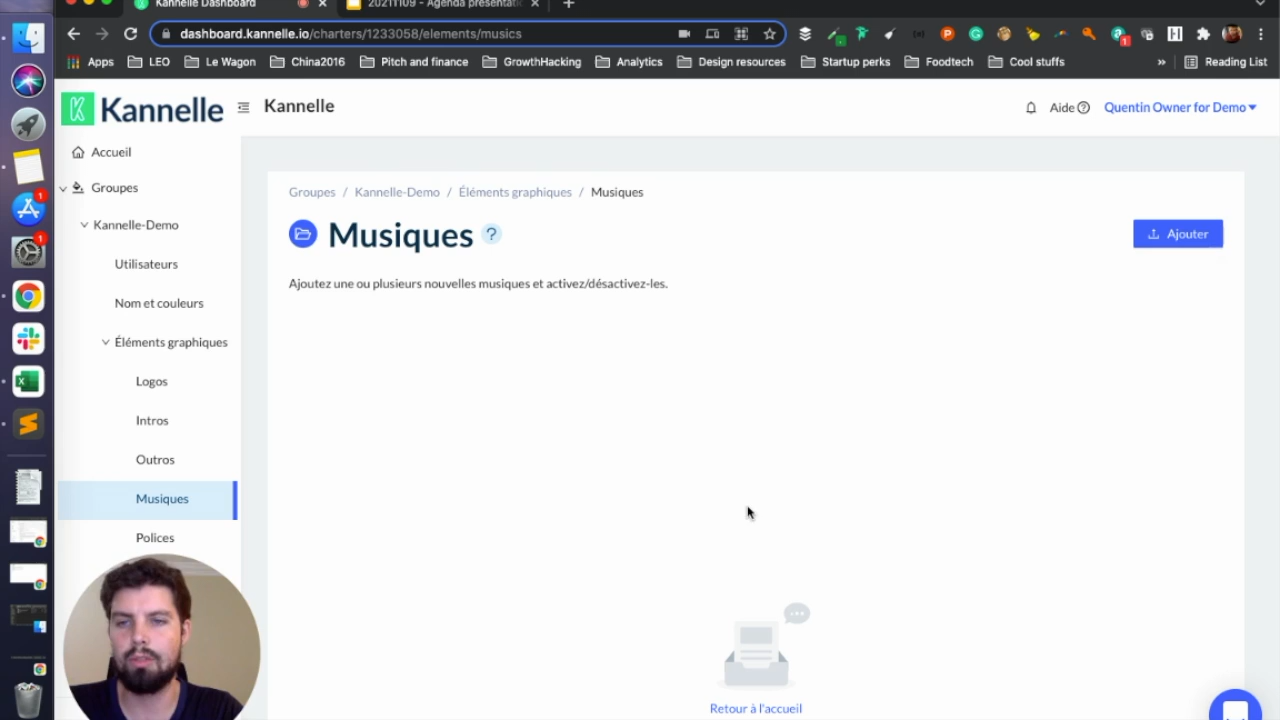 Kannelle Dashboard
20211109 - Agenda presentati
dashboard.kannelle.io/charters/1233058/elements/musics
Apps LEO Le Wagon China2016 Pitch and finance GrowthHacking Analytics Design resources Startup perks Foodtech Cool stuffs » Reading List
Kannelle
Kannelle
Aide
Quentin Owner for Demo
Accueil
Groupes
Kannelle-Demo
Utilisateurs
Nom et couleurs
Éléments graphiques
Logos
Intros
Outros
Musiques
Polices
Groupes / Kannelle-Demo / Éléments graphiques / Musiques
Musiques ?
Ajouter
Ajoutez une ou plusieurs nouvelles musiques et activez/désactivez-les.
Retour à l'accueil